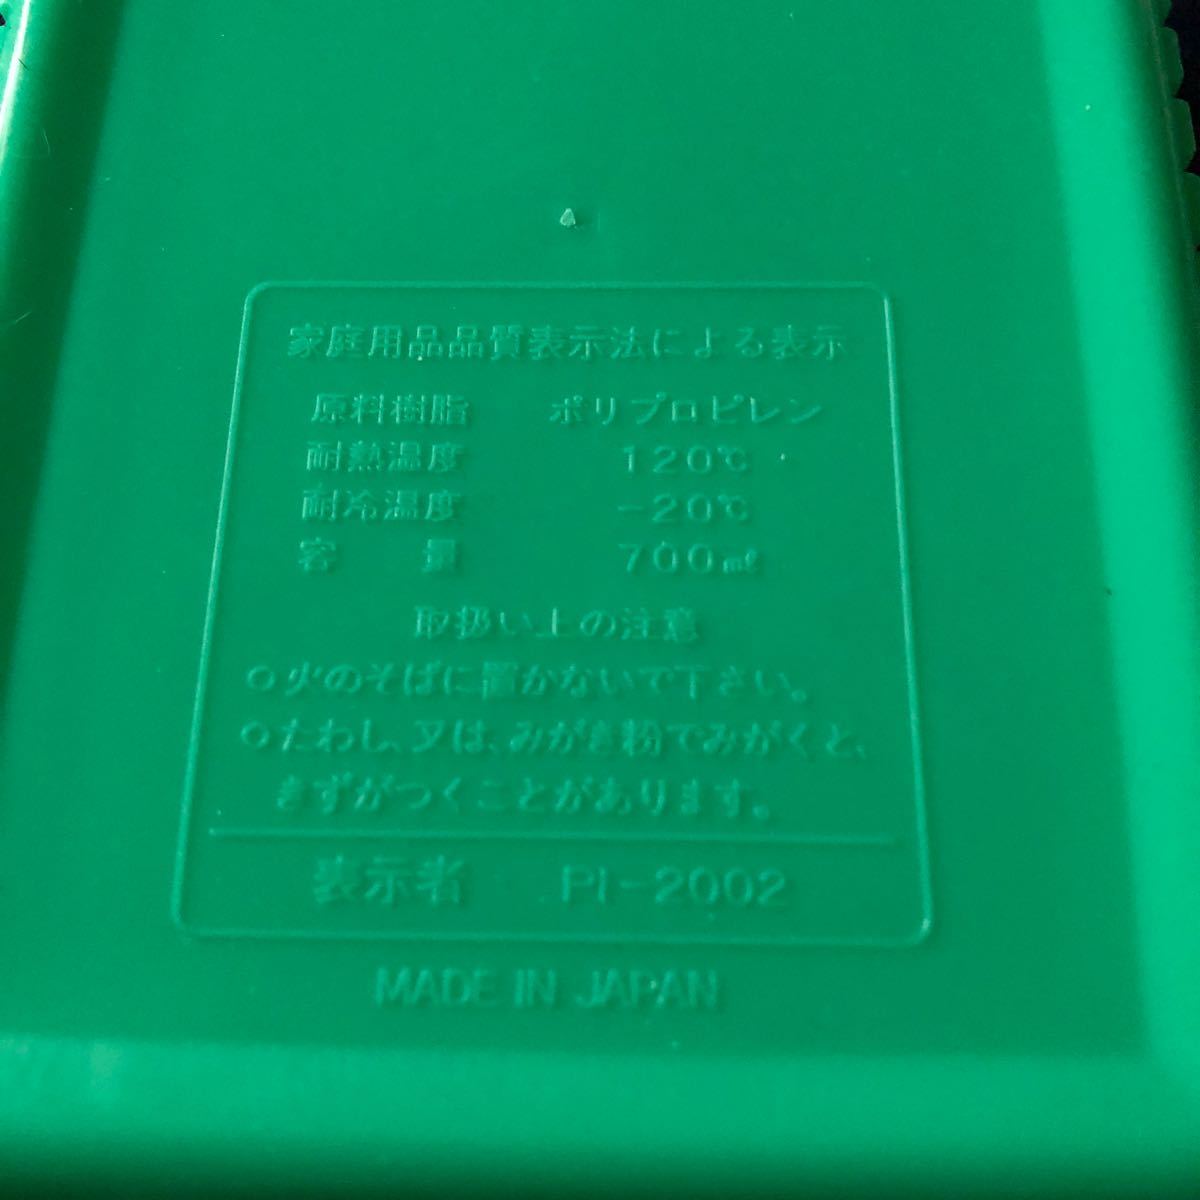 家庭用品品質表示法による表示
原料樹脂 ポリプロピレン
耐熱温度 120℃
耐冷温度 -20℃
容 量 700㎖
取扱い上の注意
○火のそばに置かないで下さい。
○たわし、又は、みがき粉でみがくと、
きずがつくことがあります。
表示者 PI-2002
MADE IN JAPAN